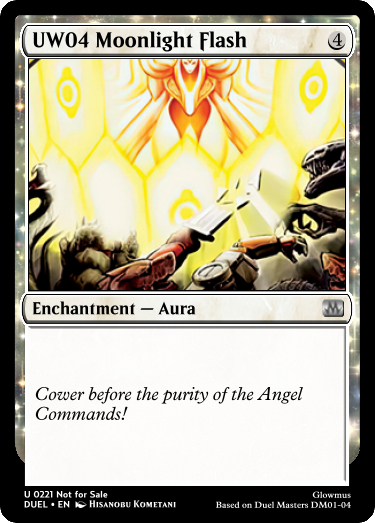 UW04 Moonlight Flash 4
Enchantment — Aura
Cower before the purity of the Angel
Commands!
U 0221 Not for Sale
DUEL • EN Hisanobu Kometani
Glowmus
Based on Duel Masters DM01-04